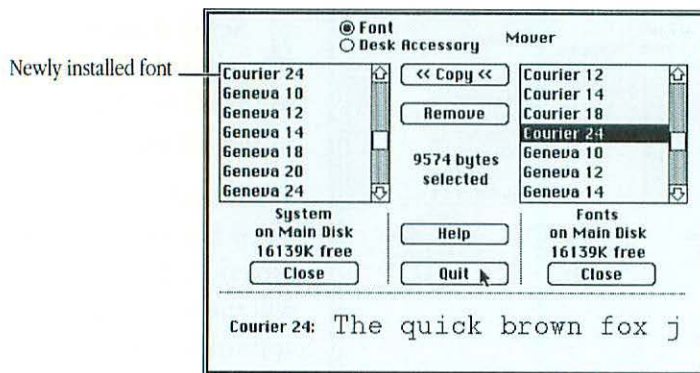 Font
Desk Accessory
Mover
Newly installed font
Courier 24
Geneva 10
Geneva 12
Geneva 14
Geneva 18
Geneva 20
Geneva 24
<< Copy <<
Remove
9574 bytes
selected
Courier 12
Courier 14
Courier 18
Courier 24
Geneva 10
Geneva 12
Geneva 14
System
on Main Disk
16139K free
Close
Help
Quit
Fonts
on Main Disk
16139K free
Close
Courier 24: The quick brown fox j